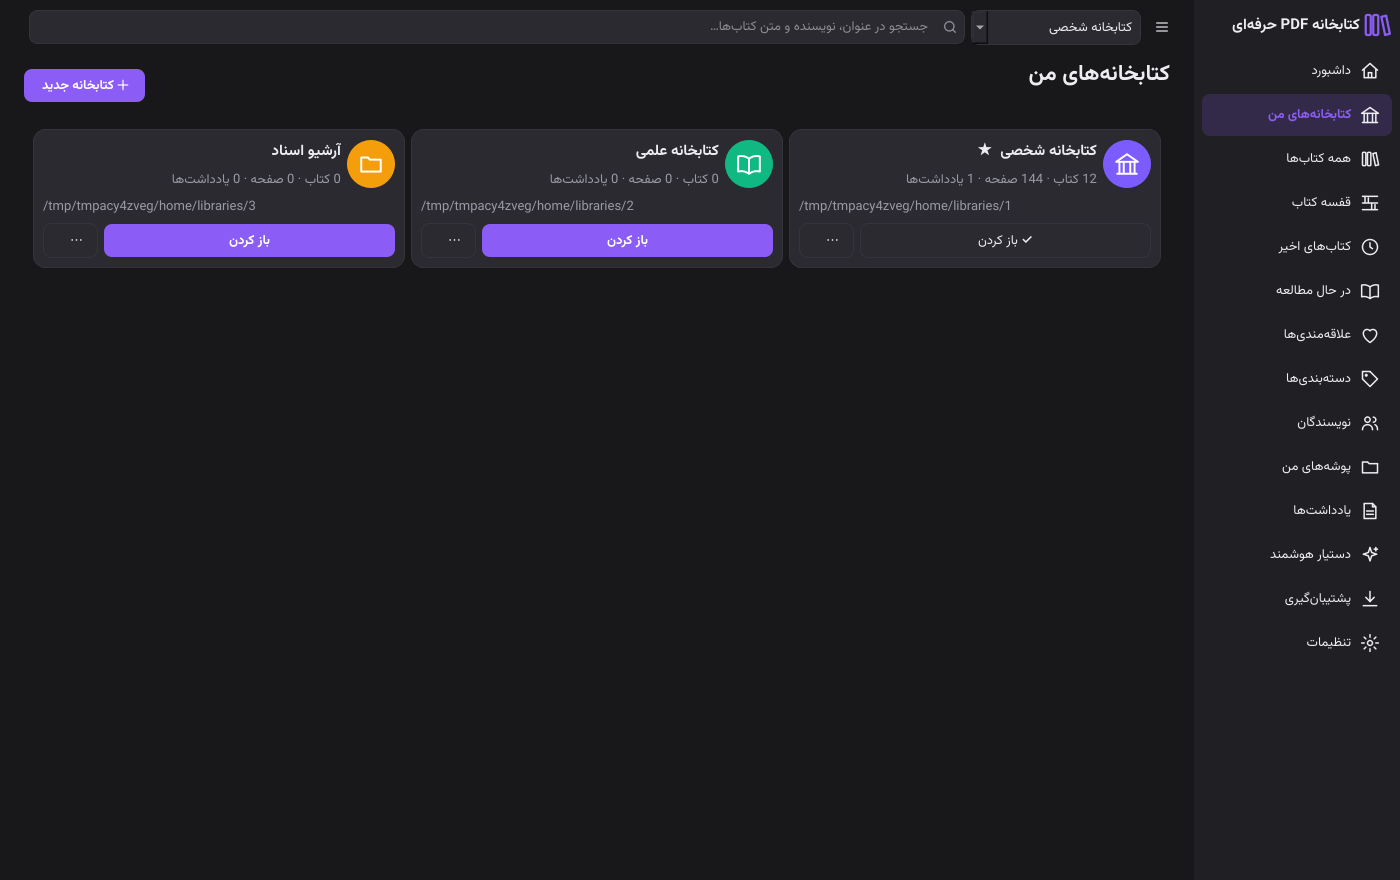 کتابخانه PDF حرفه‌ای
داشبورد
کتابخانه‌های من
همه کتاب‌ها
قفسه کتاب
کتاب‌های اخیر
در حال مطالعه
علاقه‌مندی‌ها
دسته‌بندی‌ها
نویسندگان
پوشه‌های من
یادداشت‌ها
دستیار هوشمند
پشتیبان‌گیری
تنظیمات
کتابخانه شخصی
جستجو در عنوان، نویسنده و متن کتاب‌ها...
کتابخانه‌های من
+ کتابخانه جدید
کتابخانه شخصی ★
12 کتاب · 144 صفحه · 1 یادداشت‌ها
/tmp/tmpacy4zveg/home/libraries/1
✓ باز کردن
...
کتابخانه علمی
0 کتاب · 0 صفحه · 0 یادداشت‌ها
/tmp/tmpacy4zveg/home/libraries/2
باز کردن
...
آرشیو اسناد
0 کتاب · 0 صفحه · 0 یادداشت‌ها
/tmp/tmpacy4zveg/home/libraries/3
باز کردن
...